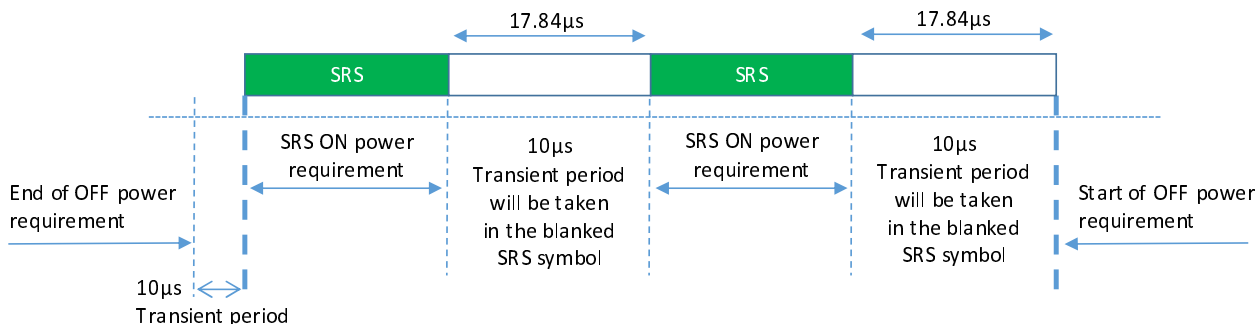 17.84µs
17.84µs
SRS
SRS
SRS ON power
requirement
10µs
Transient period
will be taken
in the blanked
SRS symbol
SRS ON power
requirement
10µs
Transient period
will be taken
in the blanked
SRS symbol
End of OFF power
requirement
Start of OFF power
requirement
10µs
Transient period